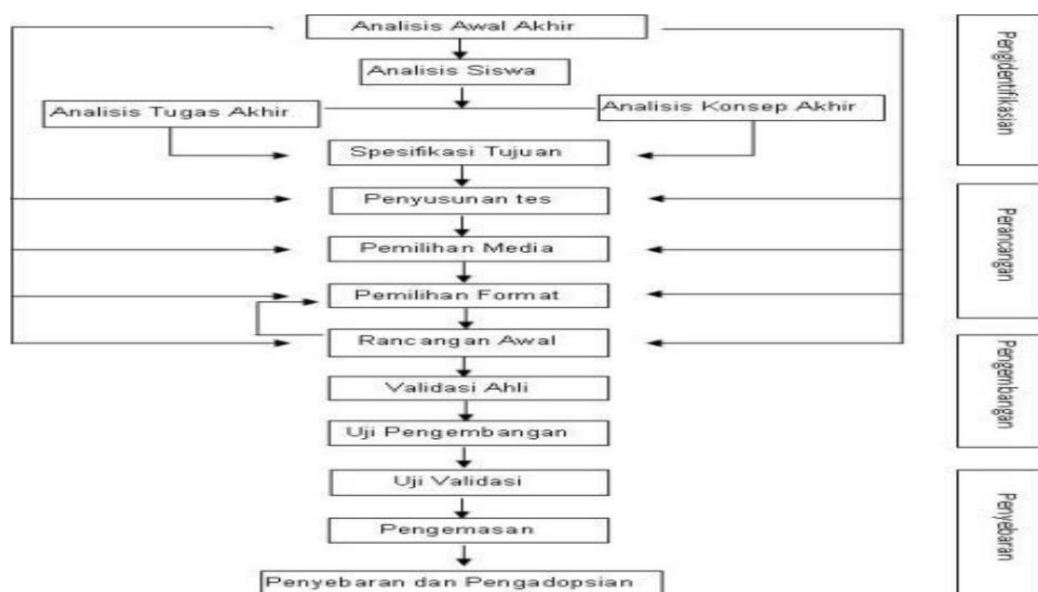 Analisis Awal Akhir
Analisis Siswa
Analisis Tugas Akhir
Analisis Konsep Akhir
Spesifikasi Tujuan
Penyusunan tes
Pemilihan Media
Pemilihan Format
Rancangan Awal
Validasi Ahli
Uji Pengembangan
Uji Validasi
Pengemasan
Penyebaran dan Pengadopsian
Pengidentifikasian
Perancangan
Pengembangan
Penyebaran